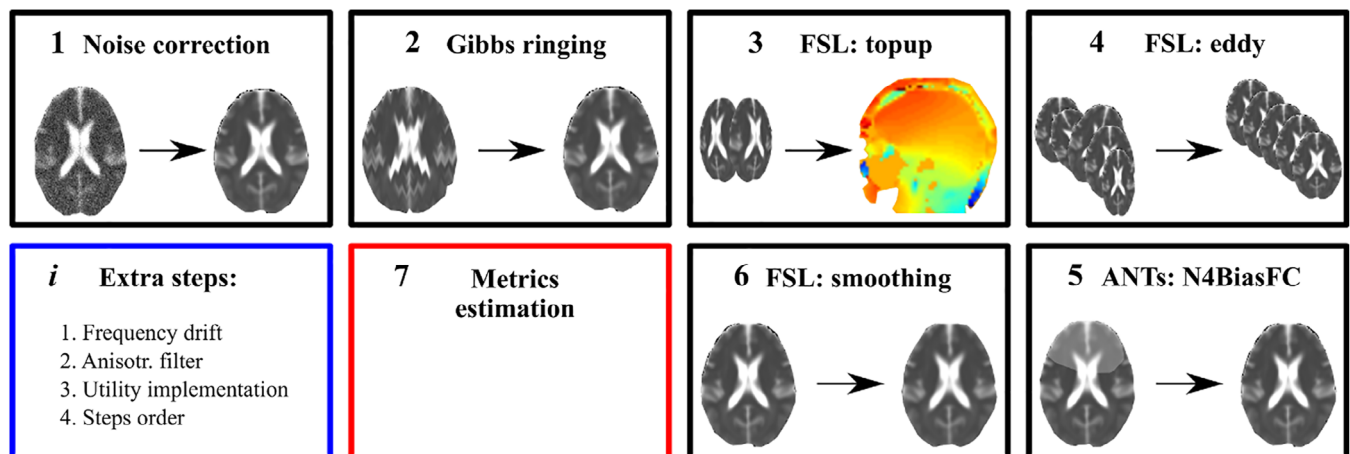 1 Noise correction
2 Gibbs ringing
3 FSL: topup
4 FSL: eddy
i Extra steps:
1. Frequency drift
2. Anisotr. filter
3. Utility implementation
4. Steps order
7 Metrics
estimation
6 FSL: smoothing
5 ANTs: N4BiasFC